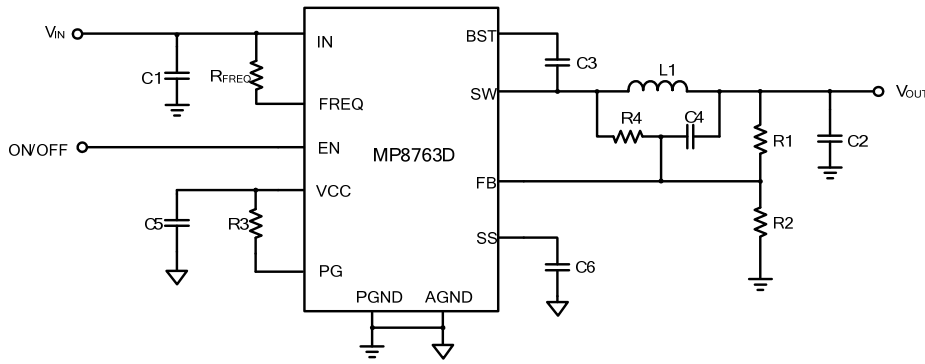 VIN
IN
BST
C1
RFREQ
C3
L1
FREQ
SW
VOUT
R4
C4
R1
C2
ON/OFF
EN
MP8763D
VCC
FB
C5
R3
R2
SS
PG
C6
PGND
AGND